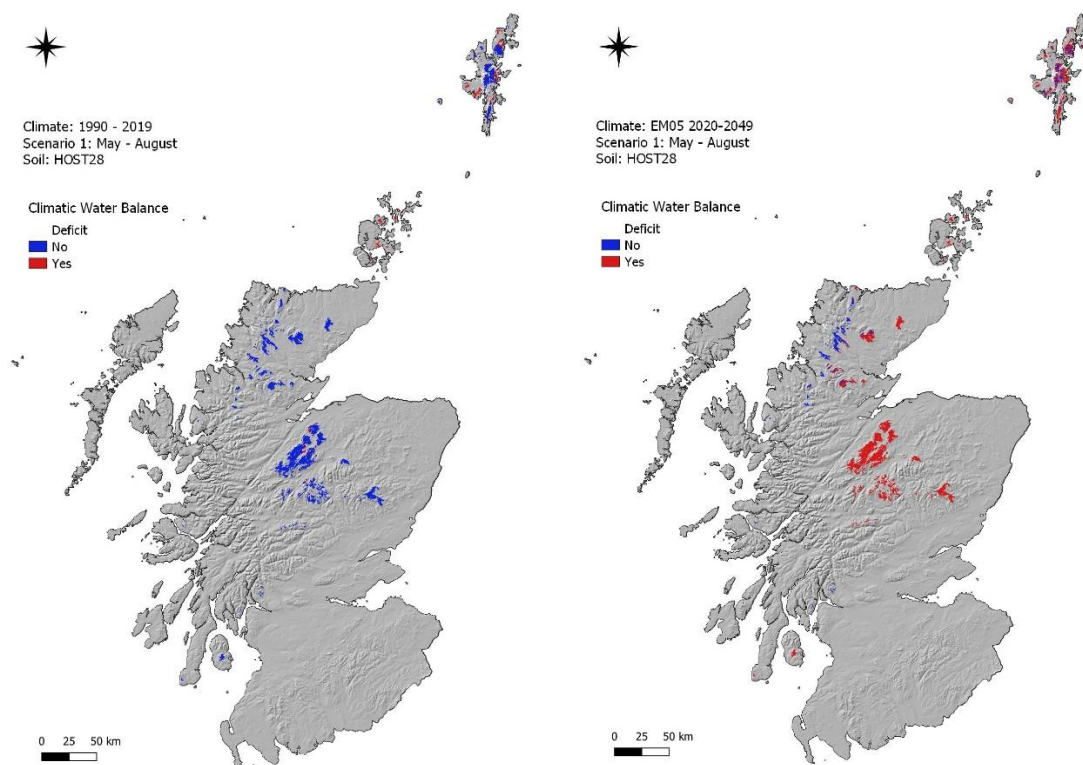 Climate: 1990 - 2019
Scenario 1: May - August
Soil: HOST28
Climatic Water Balance
Deficit
No
Yes
0 25 50 km
Climate: EM05 2020-2049
Scenario 1: May - August
Soil: HOST28
Climatic Water Balance
Deficit
No
Yes
0 25 50 km